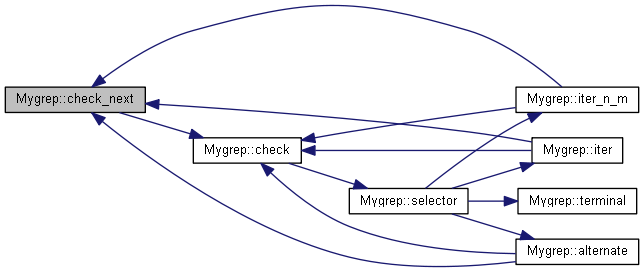 Mygrep::check_next
Mygrep::check
Mygrep::selector
Mygrep::iter_n_m
Mygrep::iter
Mygrep::terminal
Mygrep::alternate